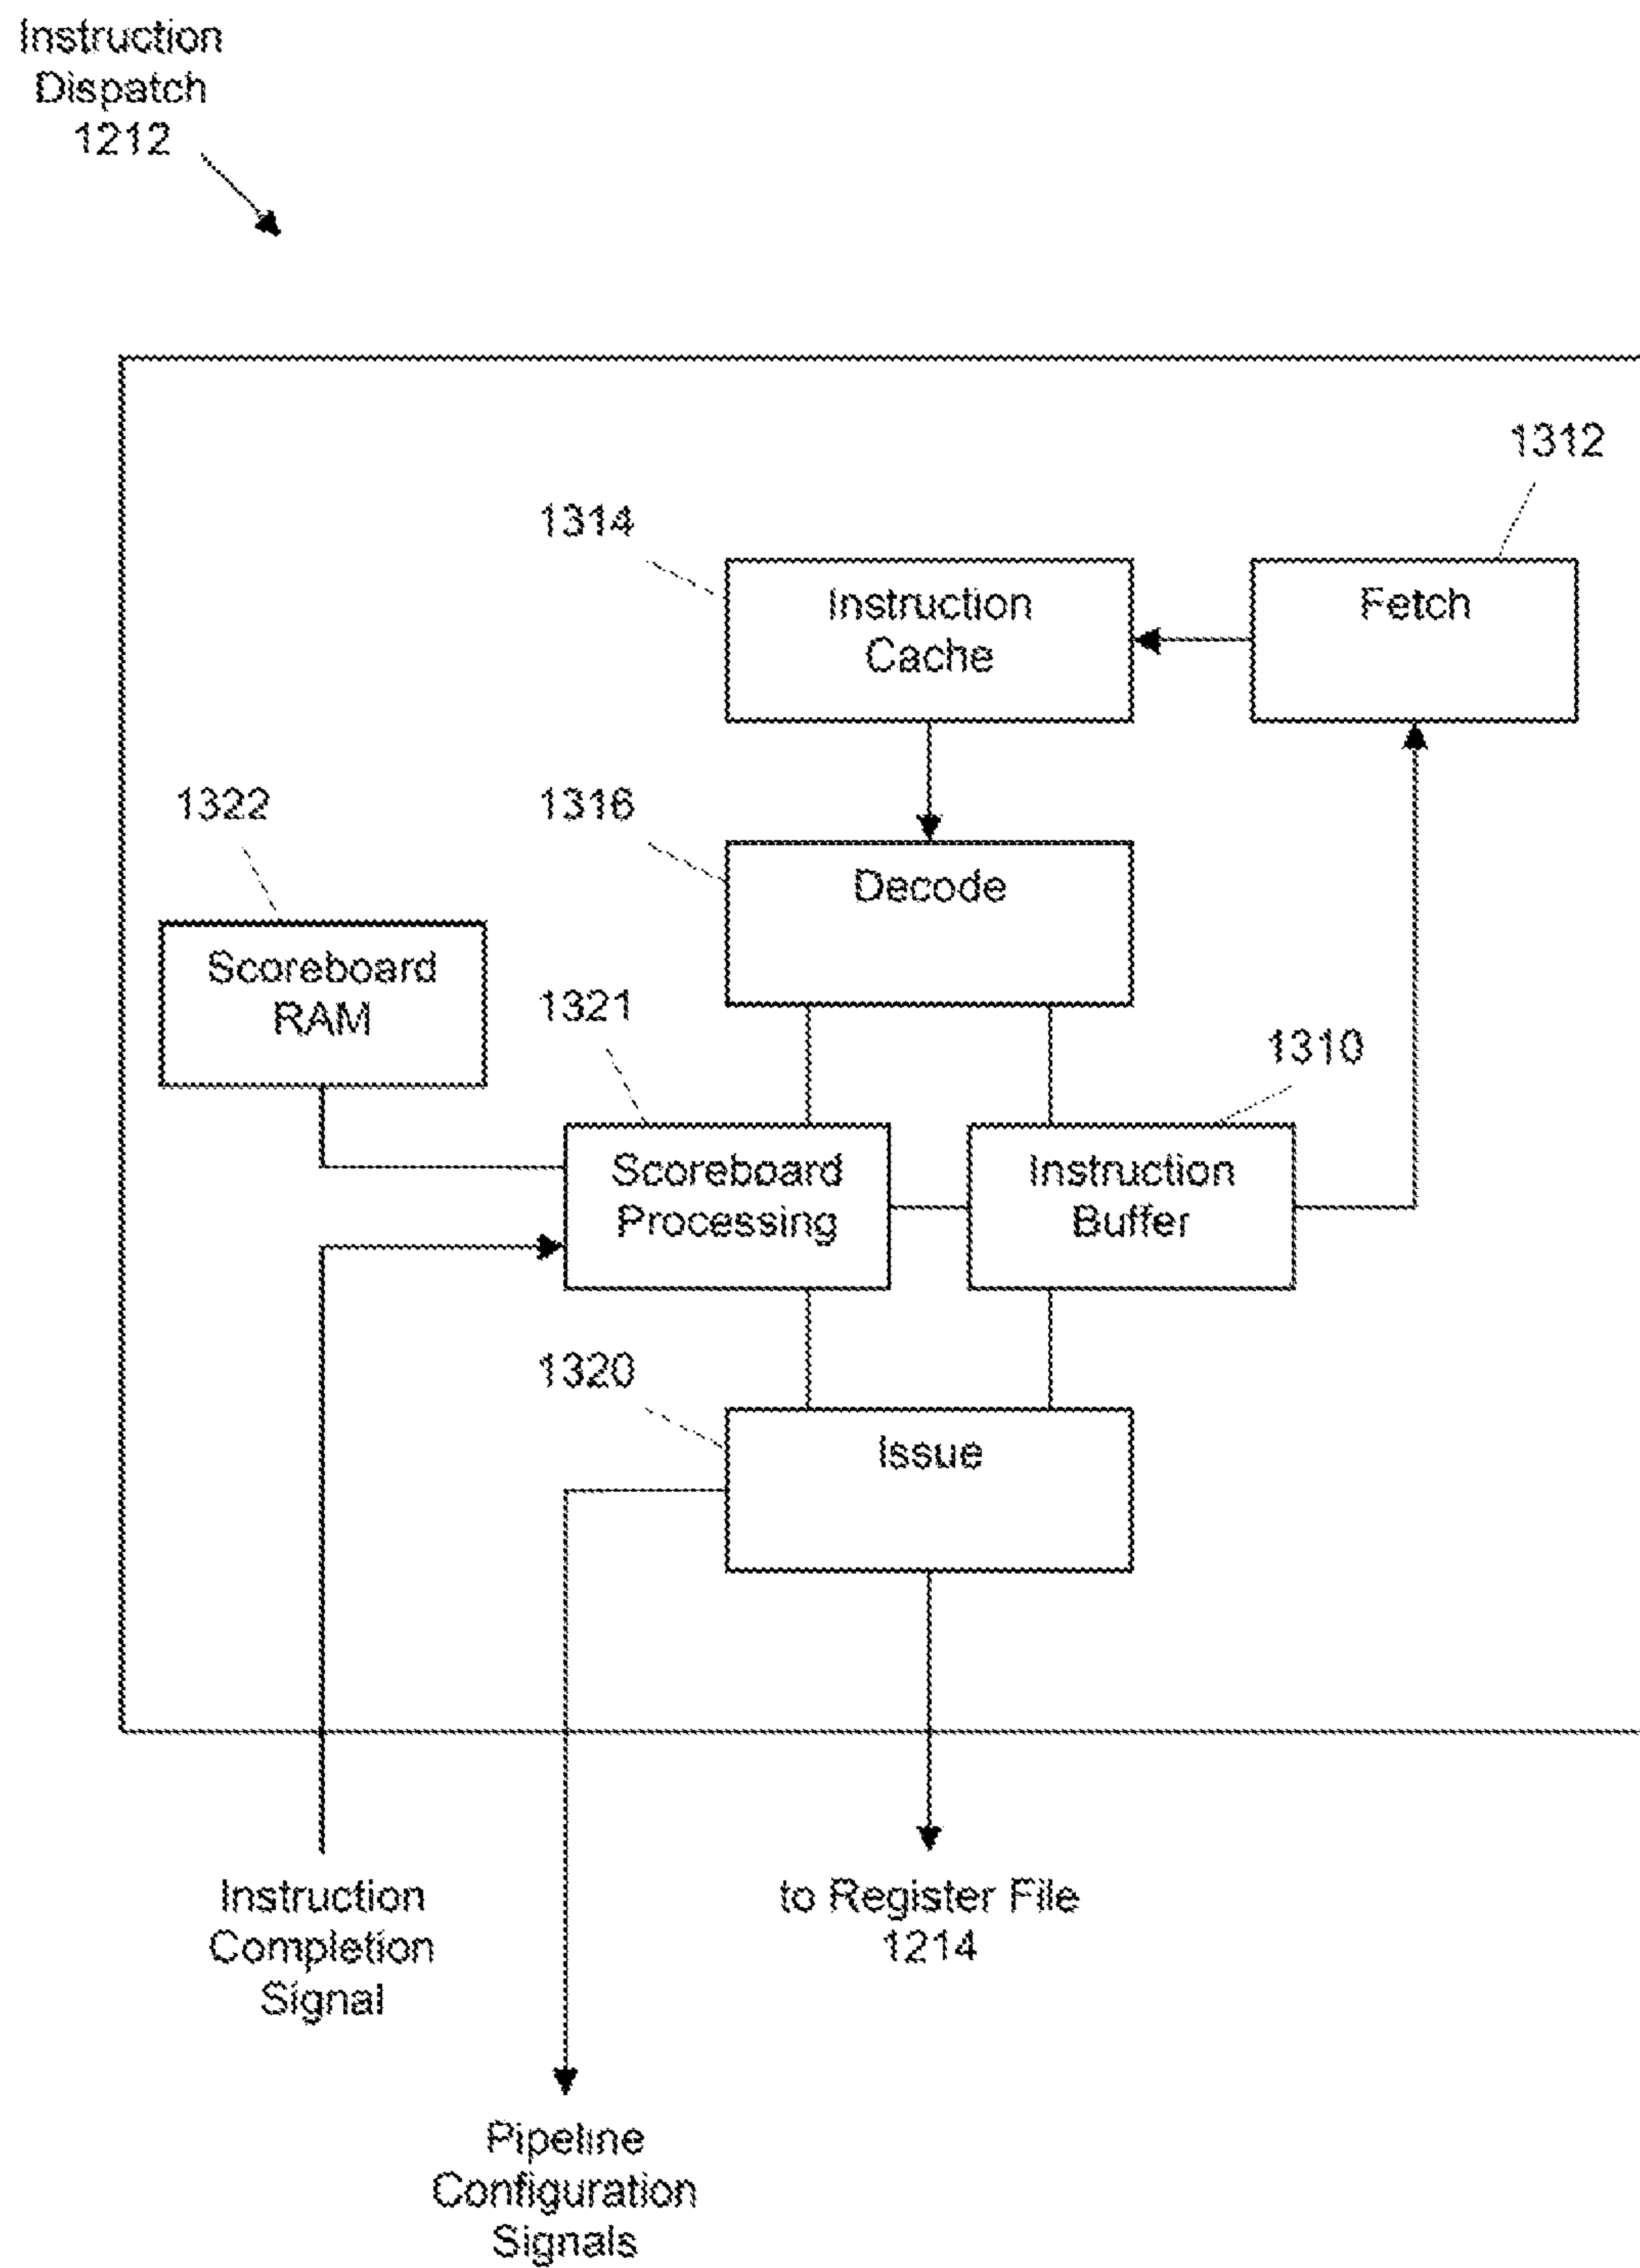 Instruction
Dispatch
1212
1312
1314
Instruction
Cache
Fetch
1322
1316
Decode
Scoreboard
RAM
1321
1310
Scoreboard
Processing
Instruction
Buffer
1320
Issue
Instruction
Completion
Signal
to Register File
1214
Pipeline
Configuration
Signals